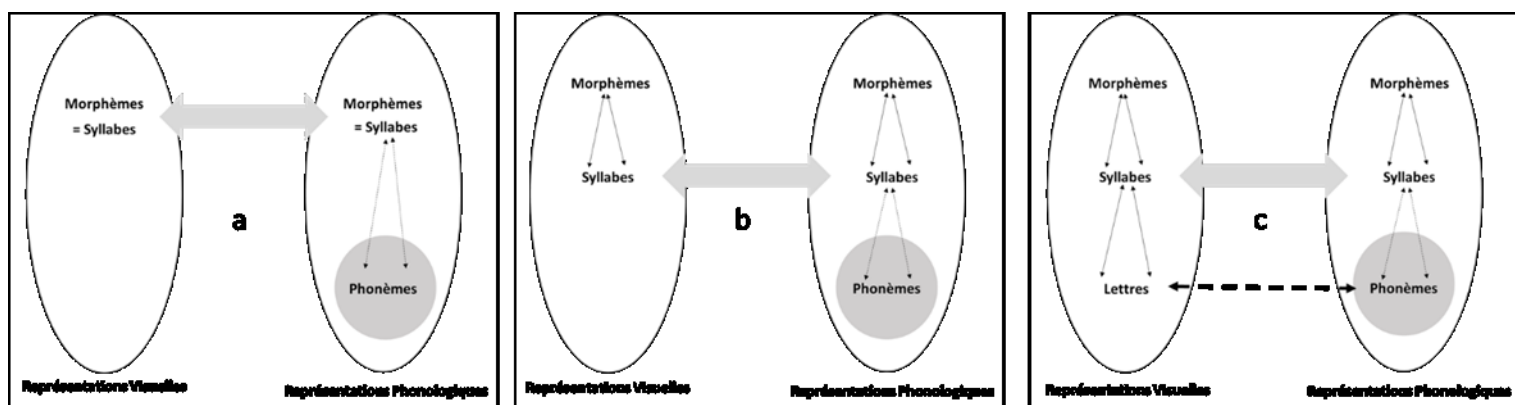 Morphèmes
= Syllabes
Morphèmes
= Syllabes
a
Phonèmes
Représentations Visuelles
Représentations Phonologiques
Morphèmes
Morphèmes
Syllabes
Syllabes
b
Phonèmes
Représentations Visuelles
Représentations Phonologiques
Morphèmes
Morphèmes
Syllabes
Syllabes
c
Lettres
Phonèmes
Représentations Visuelles
Représentations Phonologiques